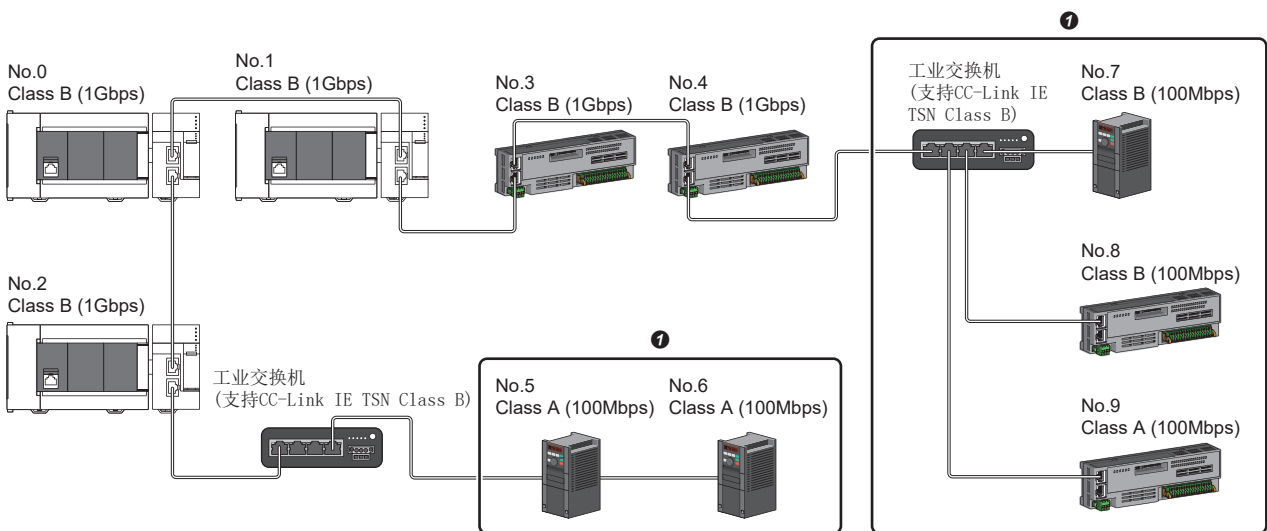 ❶
No.0
Class B (1Gbps)
No.1
Class B (1Gbps)
No.3
Class B (1Gbps)
No.4
Class B (1Gbps)
工业交换机
(支持CC-Link IE
TSN Class B)
No.7
Class B (100Mbps)
No.8
Class B (100Mbps)
No.9
Class A (100Mbps)
No.2
Class B (1Gbps)
工业交换机
(支持CC-Link IE TSN Class B)
❶
No.5
Class A (100Mbps)
No.6
Class A (100Mbps)